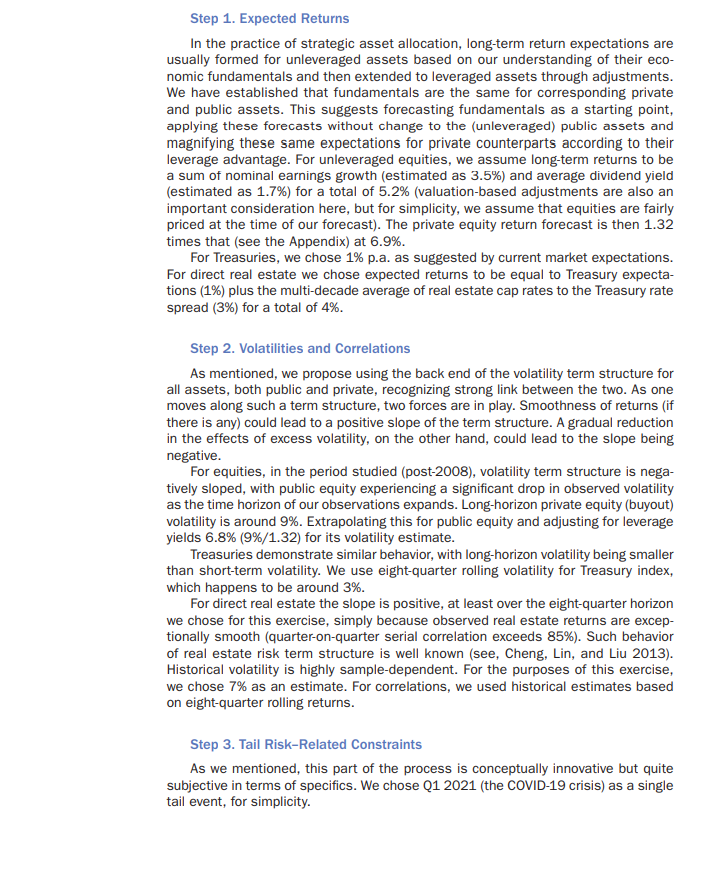 Step 1. Expected Returns
In the practice of strategic asset allocation, long-term return expectations are
usually formed for unleveraged assets based on our understanding of their eco-
nomic fundamentals and then extended to leveraged assets through adjustments.
We have established that fundamentals are the same for corresponding private
and public assets. This suggests forecasting fundamentals as a starting point,
applying these forecasts without change to the (unleveraged) public assets and
magnifying these same expectations for private counterparts according to their
leverage advantage. For unleveraged equities, we assume long-term returns to be
a sum of nominal earnings growth (estimated as 3.5%) and average dividend yield
(estimated as 1.7%) for a total of 5.2% (valuation-based adjustments are also an
important consideration here, but for simplicity, we assume that equities are fairly
priced at the time of our forecast). The private equity return forecast is then 1.32
times that (see the Appendix) at 6.9%.
For Treasuries, we chose 1% p.a. as suggested by current market expectations.
For direct real estate we chose expected returns to be equal to Treasury expecta-
tions (1%) plus the multi-decade average of real estate cap rates to the Treasury rate
spread (3%) for a total of 4%.
Step 2. Volatilities and Correlations
As mentioned, we propose using the back end of the volatility term structure for
all assets, both public and private, recognizing strong link between the two. As one
moves along such a term structure, two forces are in play. Smoothness of returns (if
there is any) could lead to a positive slope of the term structure. A gradual reduction
in the effects of excess volatility, on the other hand, could lead to the slope being
negative.
For equities, in the period studied (post-2008), volatility term structure is nega-
tively sloped, with public equity experiencing a significant drop in observed volatility
as the time horizon of our observations expands. Long-horizon private equity (buyout)
volatility is around 9%. Extrapolating this for public equity and adjusting for leverage
yields 6.8% (9%/1.32) for its volatility estimate.
Treasuries demonstrate similar behavior, with long-horizon volatility being smaller
than short-term volatility. We use eight-quarter rolling volatility for Treasury index,
which happens to be around 3%.
For direct real estate the slope is positive, at least over the eight-quarter horizon
we chose for this exercise, simply because observed real estate returns are excep-
tionally smooth (quarter-on-quarter serial correlation exceeds 85%). Such behavior
of real estate risk term structure is well known (see, Cheng, Lin, and Liu 2013).
Historical volatility is highly sample-dependent. For the purposes of this exercise,
we chose 7% as an estimate. For correlations, we used historical estimates based
on eight-quarter rolling returns.
Step 3. Tail Risk–Related Constraints
As we mentioned, this part of the process is conceptually innovative but quite
subjective in terms of specifics. We chose Q1 2021 (the COVID-19 crisis) as a single
tail event, for simplicity.